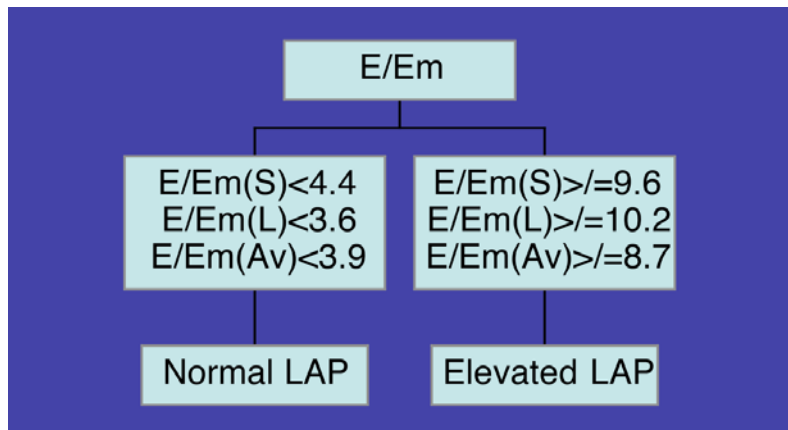 E/Em
E/Em(S)<4.4
E/Em(L)<3.6
E/Em(Av)<3.9
E/Em(S)>/=9.6
E/Em(L)>/=10.2
E/Em(Av)>/=8.7
Normal LAP
Elevated LAP